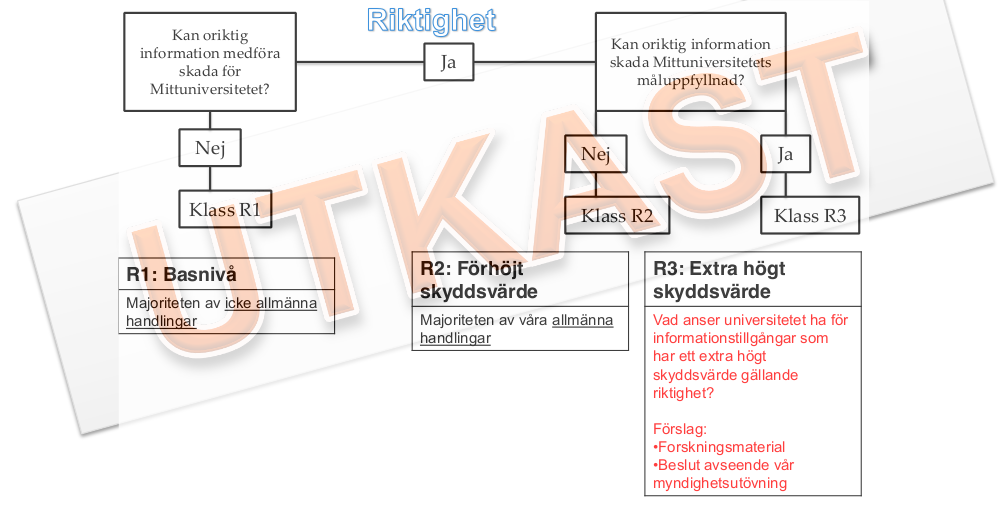 Riktighet
Kan oriktig
information medföra
skada för
Mittuniversitetet?
Ja
Kan oriktig information
skada Mittuniversitetets
måluppfyllnad?
Nej
Klass R1
Nej
Ja
Klass R2
Klass R3
UTKAST
R1: Basnivå
Majoriteten av icke allmänna
handlingar
R2: Förhöjt
skyddsvärde
Majoriteten av våra allmänna
handlingar
R3: Extra högt
skyddsvärde
Vad anser universitetet ha för
informationstillgångar som
har ett extra högt
skyddsvärde gällande
riktighet?
Förslag:
•Forskningsmaterial
•Beslut avseende vår
myndighetsutövning